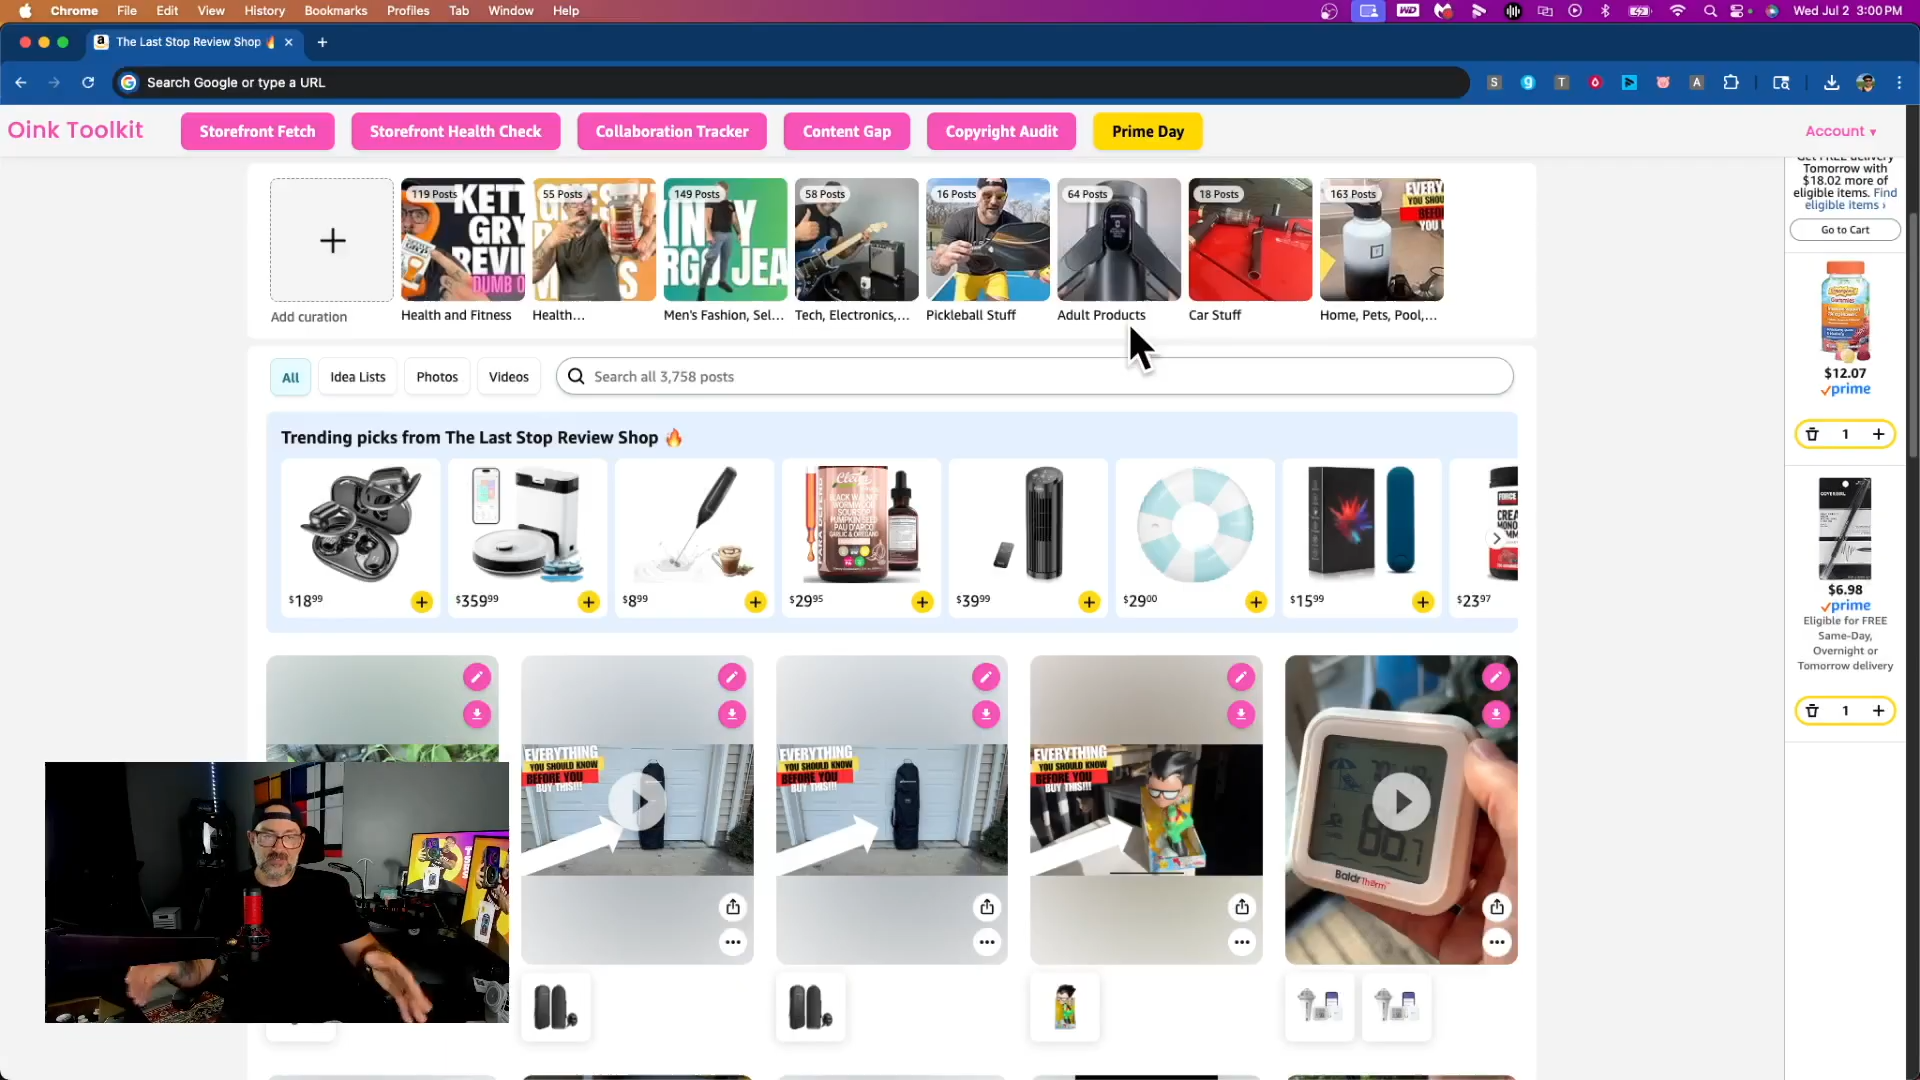 Chrome File Edit View History Bookmarks Profiles Tab Window Help
WD
Wed Jul 2 3:00 PM
The Last Stop Review Shop 🔥
Search Google or type a URL
Oink Toolkit
Storefront Fetch
Storefront Health Check
Collaboration Tracker
Content Gap
Copyright Audit
Prime Day
Account ▾
119 Posts
55 Posts
149 Posts
58 Posts
16 Posts
64 Posts
18 Posts
163 Posts
Add curation
Health and Fitness
Health...
Men's Fashion, Sel...
Tech, Electronics,...
Pickleball Stuff
Adult Products
Car Stuff
Home, Pets, Pool,...
All
Idea Lists
Photos
Videos
Search all 3,758 posts
Trending picks from The Last Stop Review Shop 🔥
$18.99
$359.99
$8.99
$29.95
$39.99
$29.00
$15.99
$23.97
EVERYTHING
YOU SHOULD KNOW
BEFORE YOU
BUY THIS!!!
EVERYTHING
YOU SHOULD KNOW
BEFORE YOU
BUY THIS!!!
EVERYTHING
YOU SHOULD KNOW
BEFORE YOU
BUY THIS!!!
BaldrTherm
Get FREE delivery
Tomorrow with
$18.02 more of
eligible items. Find
eligible items ›
Go to Cart
$12.07
prime
1
$6.98
prime
Eligible for FREE
Same-Day,
Overnight or
Tomorrow delivery
1